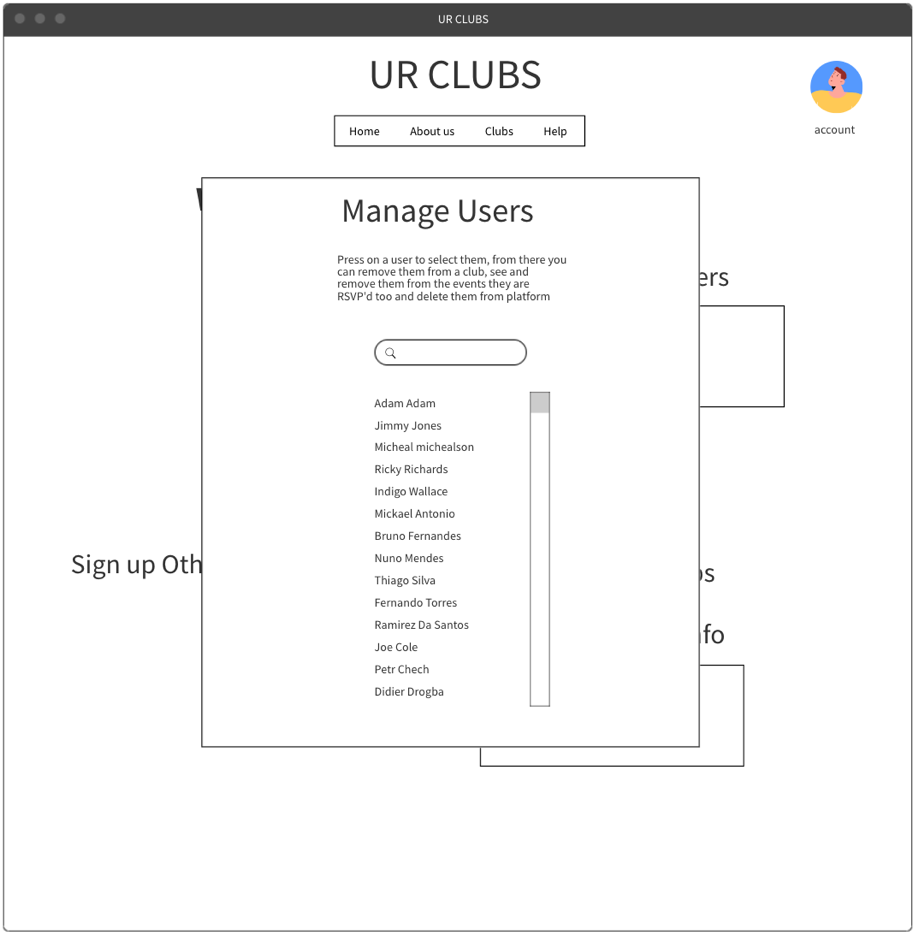 UR CLUBS
UR CLUBS
account
Home About us Clubs Help
Manage Users
Press on a user to select them, from there you
can remove them from a club, see and
remove them from the events they are
RSVP'd too and delete them from platform
ers
Adam Adam
Jimmy Jones
Micheal michealson
Ricky Richards
Indigo Wallace
Mickael Antonio
Bruno Fernandes
Nuno Mendes
Thiago Silva
Fernando Torres
Ramirez Da Santos
Joe Cole
Petr Chech
Didier Drogba
Sign up Oth
os
nfo